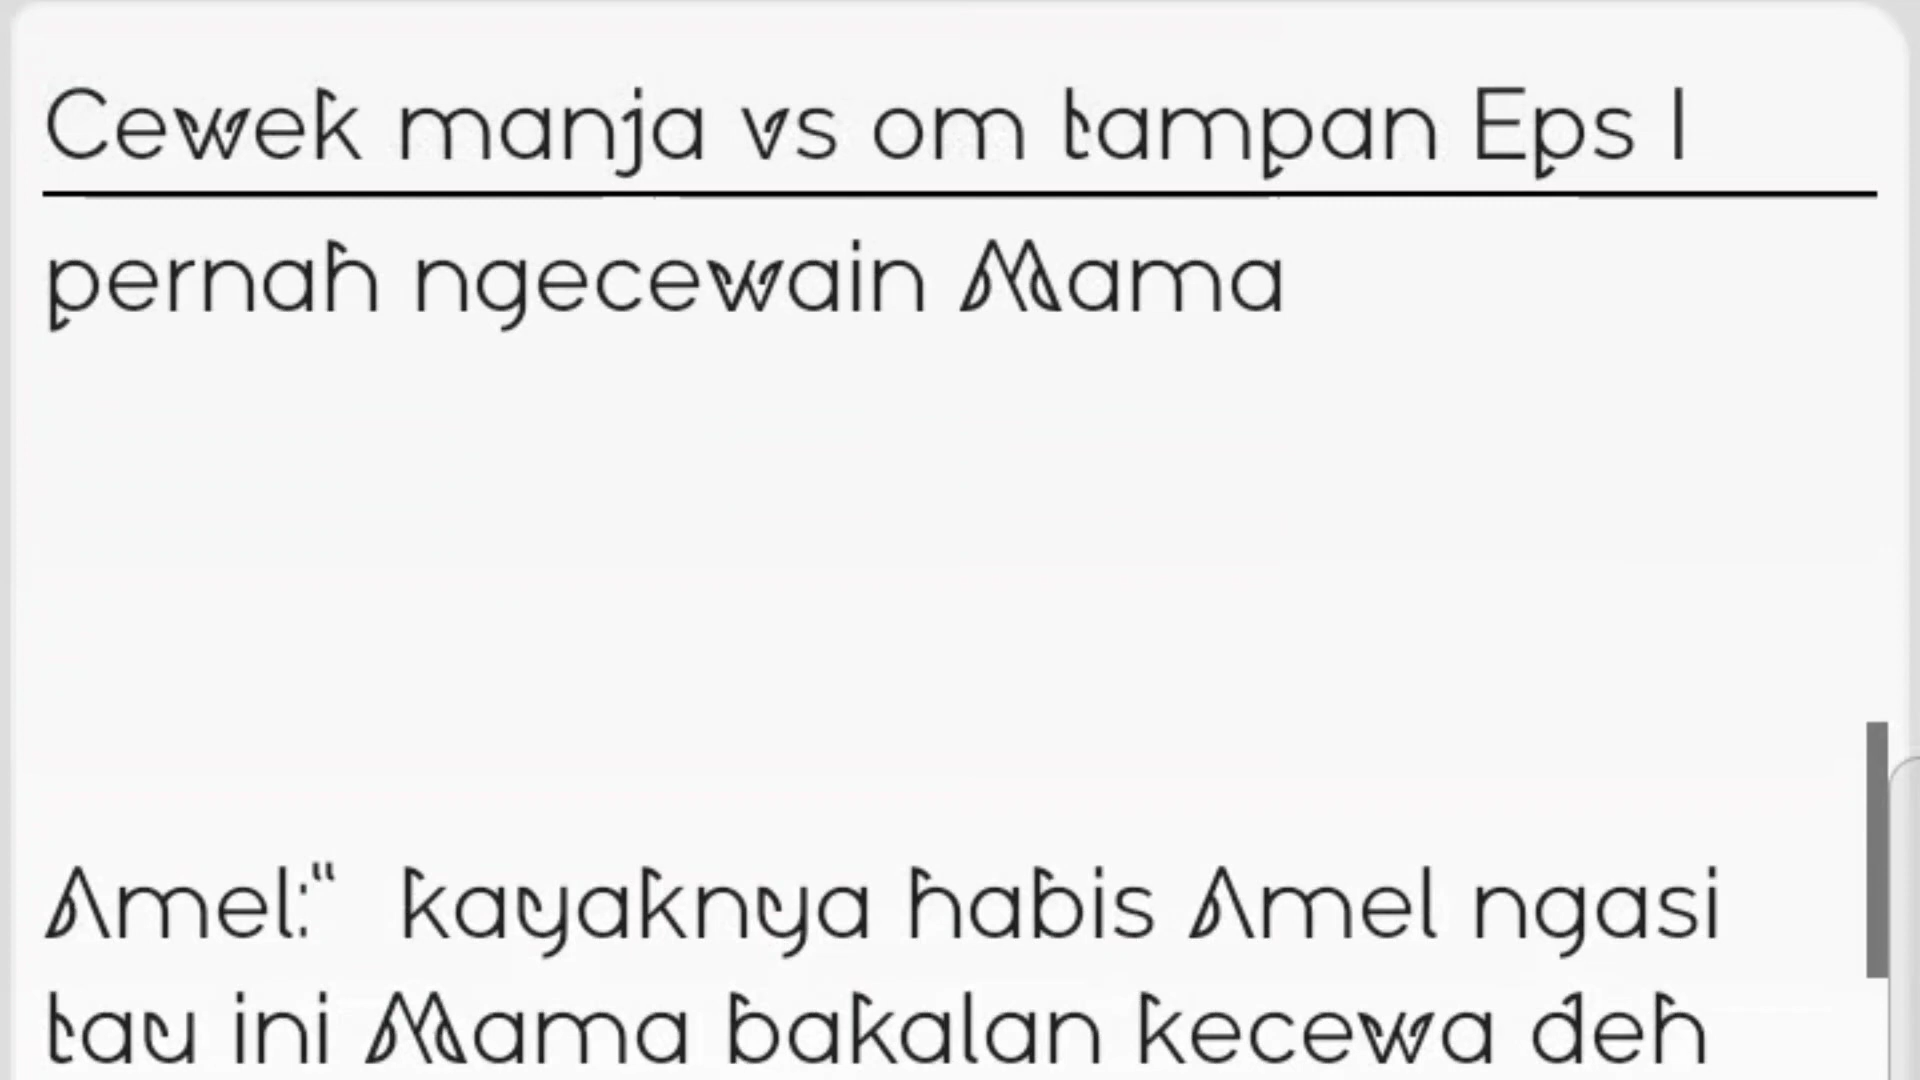 Cewek manja vs om tampan Eps 1
pernah ngecewain Mama
Amel:" kayaknya habis Amel ngasi
tau ini Mama bakalan kecewa deh